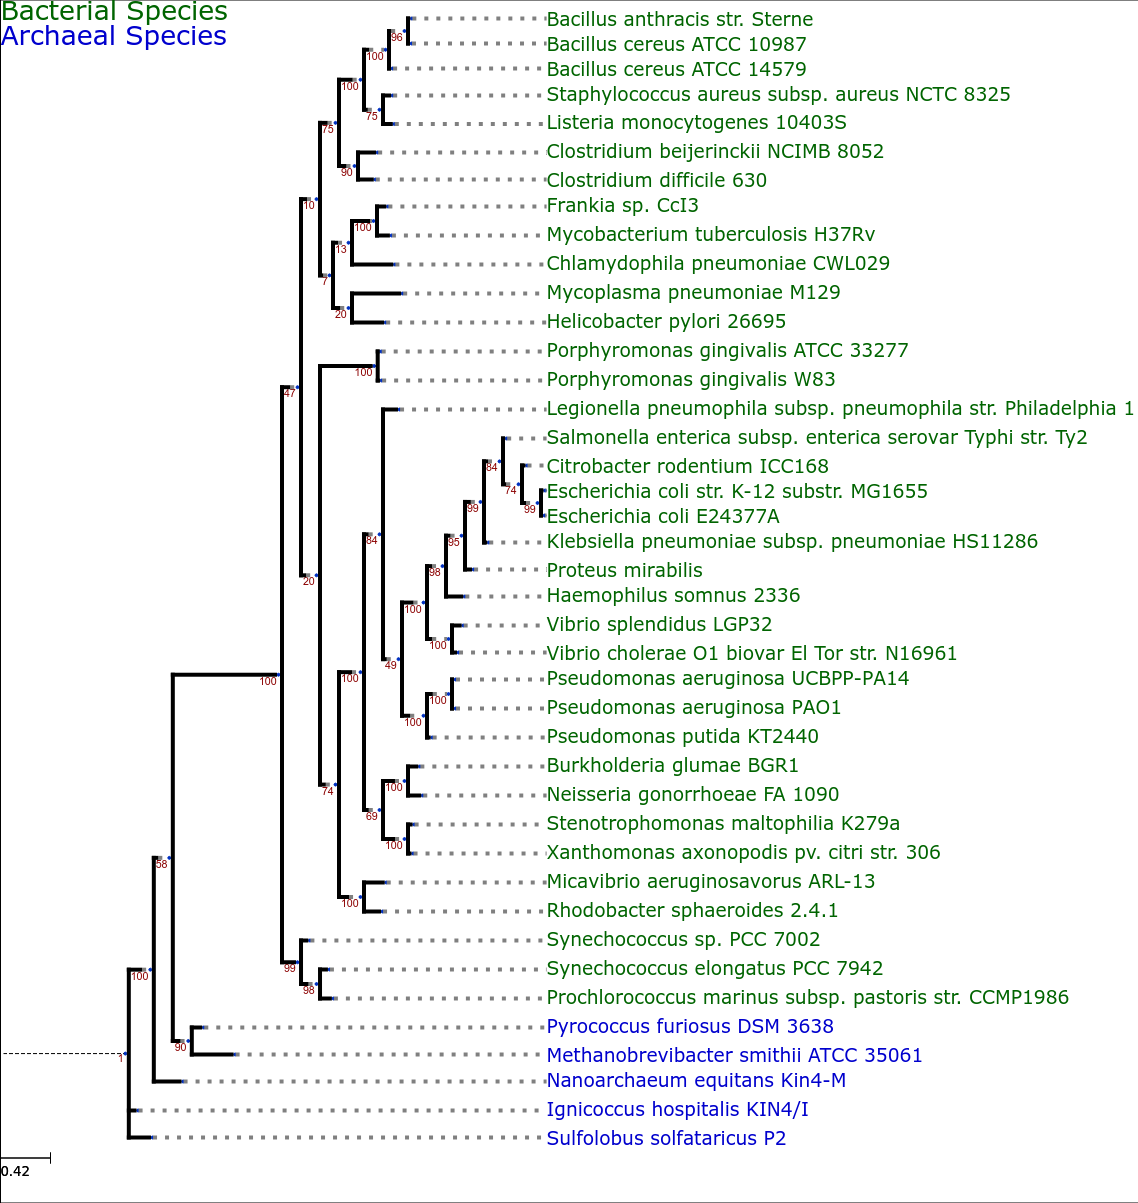 Bacterial Species
Archaeal Species
Bacillus anthracis str. Sterne
96
Bacillus cereus ATCC 10987
100
Bacillus cereus ATCC 14579
100
Staphylococcus aureus subsp. aureus NCTC 8325
75
Listeria monocytogenes 10403S
75
Clostridium beijerinckii NCIMB 8052
90
Clostridium difficile 630
10
Frankia sp. CcI3
100
Mycobacterium tuberculosis H37Rv
13
Chlamydophila pneumoniae CWL029
7
Mycoplasma pneumoniae M129
20
Helicobacter pylori 26695
Porphyromonas gingivalis ATCC 33277
100
Porphyromonas gingivalis W83
47
Legionella pneumophila subsp. pneumophila str. Philadelphia 1
Salmonella enterica subsp. enterica serovar Typhi str. Ty2
84
Citrobacter rodentium ICC168
74
Escherichia coli str. K-12 substr. MG1655
99
99
Escherichia coli E24377A
84
95
Klebsiella pneumoniae subsp. pneumoniae HS11286
98
Proteus mirabilis
20
Haemophilus somnus 2336
100
Vibrio splendidus LGP32
100
Vibrio cholerae O1 biovar El Tor str. N16961
49
100
100
Pseudomonas aeruginosa UCBPP-PA14
100
Pseudomonas aeruginosa PAO1
100
Pseudomonas putida KT2440
Burkholderia glumae BGR1
100
74
Neisseria gonorrhoeae FA 1090
69
Stenotrophomonas maltophilia K279a
100
Xanthomonas axonopodis pv. citri str. 306
58
Micavibrio aeruginosavorus ARL-13
100
Rhodobacter sphaeroides 2.4.1
Synechococcus sp. PCC 7002
99
Synechococcus elongatus PCC 7942
100
98
Prochlorococcus marinus subsp. pastoris str. CCMP1986
Pyrococcus furiosus DSM 3638
90
Methanobrevibacter smithii ATCC 35061
1
Nanoarchaeum equitans Kin4-M
Ignicoccus hospitalis KIN4/I
Sulfolobus solfataricus P2
0.42